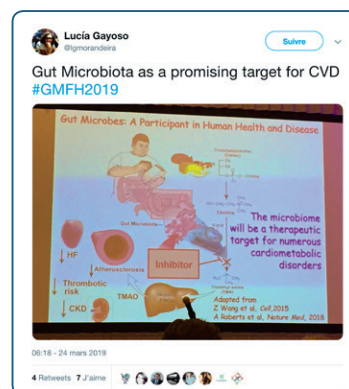 Lucía Gayoso
@lgmorandeira
Suivre
Gut Microbiota as a promising target for CVD
#GMFH2019
Gut Microbes: A Participant in Human Health and Disease
Choline
Gut Microbiota
The microbiome
will be a therapeutic
target for numerous
cardiometabolic
disorders
Inhibitor
HF
Atherosclerosis
Thrombotic
risk
TMAO
CKD
Adapted from
Z Wang et al, Cell, 2015
A Roberts et al, Nature Med, 2018
06:18 - 24 mars 2019
4 Retweets 7 J'aime